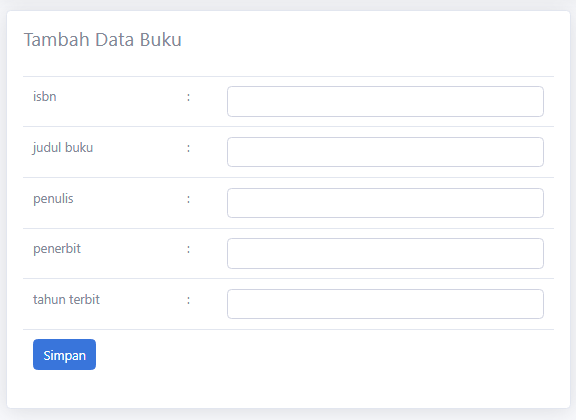 Tambah Data Buku
isbn :
judul buku :
penulis :
penerbit :
tahun terbit :
Simpan